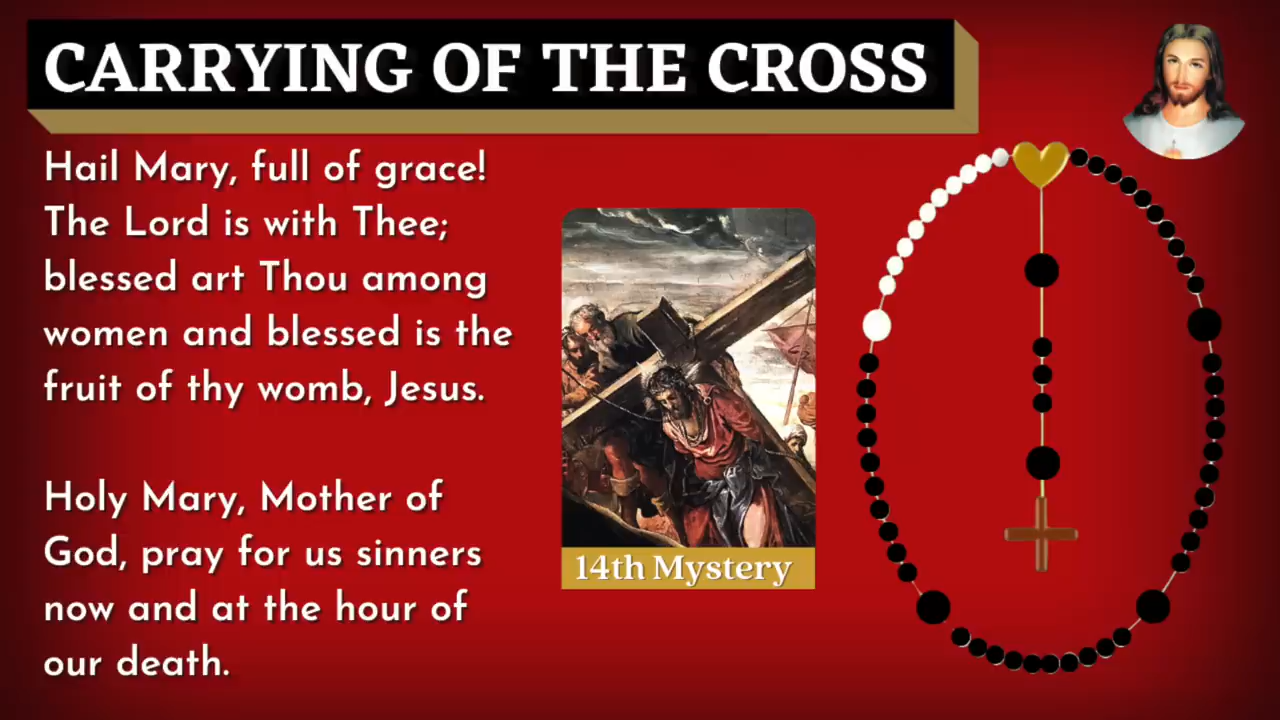 CARRYING OF THE CROSS
Hail Mary, full of grace!
The Lord is with Thee;
blessed art Thou among
women and blessed is the
fruit of thy womb, Jesus.
Holy Mary, Mother of
God, pray for us sinners
now and at the hour of
our death.
14th Mystery